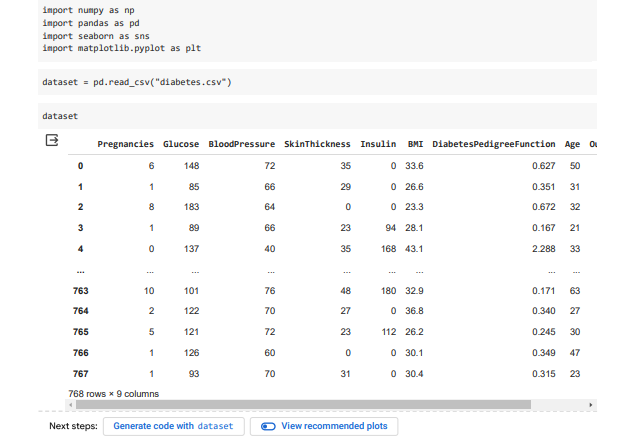 import numpy as np
import pandas as pd
import seaborn as sns
import matplotlib.pyplot as plt
dataset = pd.read_csv("diabetes.csv")
dataset
Pregnancies Glucose BloodPressure SkinThickness Insulin BMI DiabetesPedigreeFunction Age Ou
0 6 148 72 35 0 33.6 0.627 50
1 1 85 66 29 0 26.6 0.351 31
2 8 183 64 0 0 23.3 0.672 32
3 1 89 66 23 94 28.1 0.167 21
4 0 137 40 35 168 43.1 2.288 33
... ... ... ... ... ... ... ... ...
763 10 101 76 48 180 32.9 0.171 63
764 2 122 70 27 0 36.8 0.340 27
765 5 121 72 23 112 26.2 0.245 30
766 1 126 60 0 0 30.1 0.349 47
767 1 93 70 31 0 30.4 0.315 23
768 rows × 9 columns
Next steps: Generate code with dataset View recommended plots